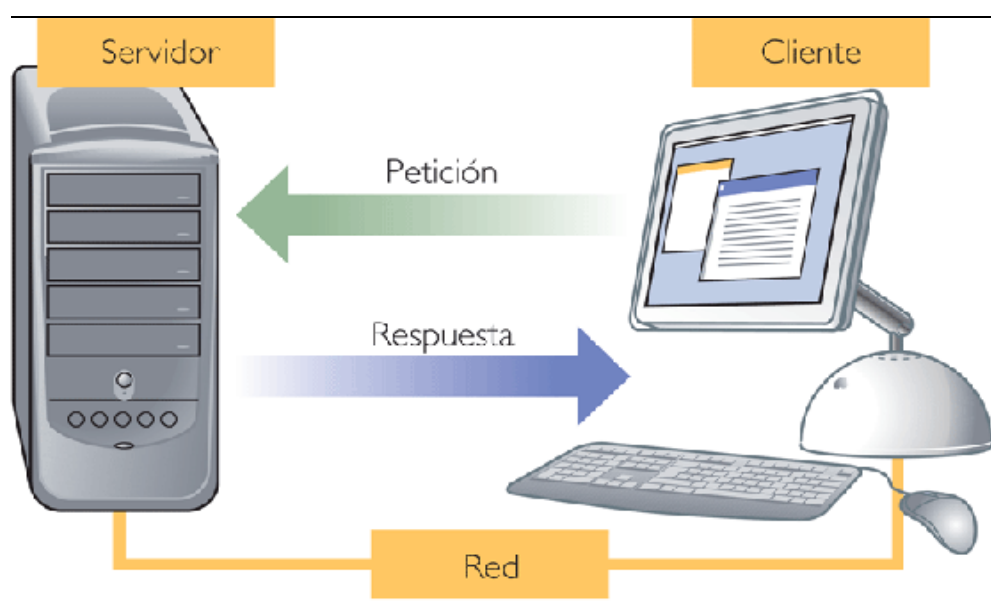 Servidor
Cliente
Petición
Respuesta
Red